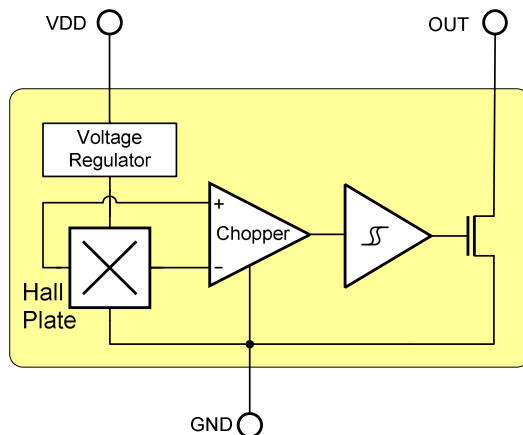 VDD
OUT
Voltage
Regulator
+
Chopper
−
Hall
Plate
GND